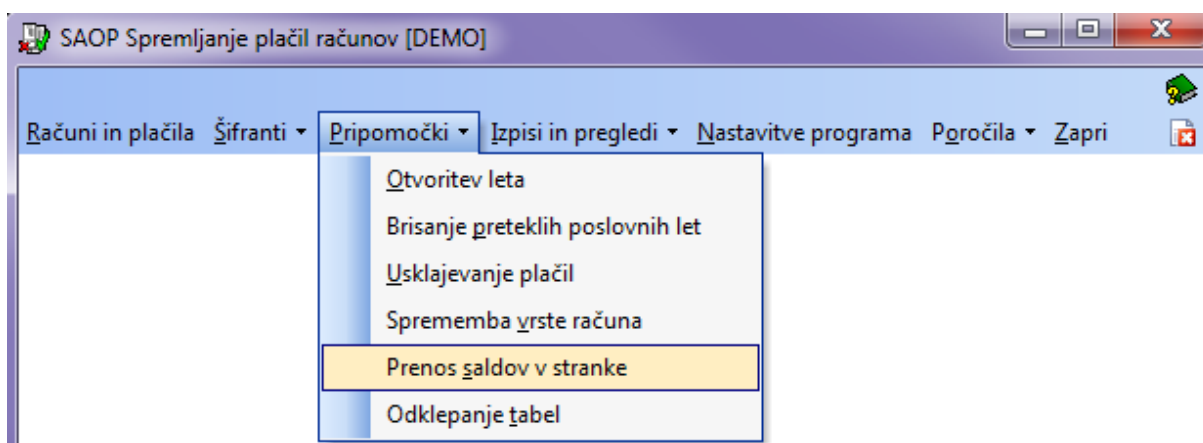 SAOP Spremljanje plačil računov [DEMO]
Računi in plačila Šifranti Pripomočki Izpisi in pregledi Nastavitve programa Poročila Zapri
Otvoritev leta
Brisanje preteklih poslovnih let
Usklajevanje plačil
Sprememba vrste računa
Prenos saldov v stranke
Odklepanje tabel